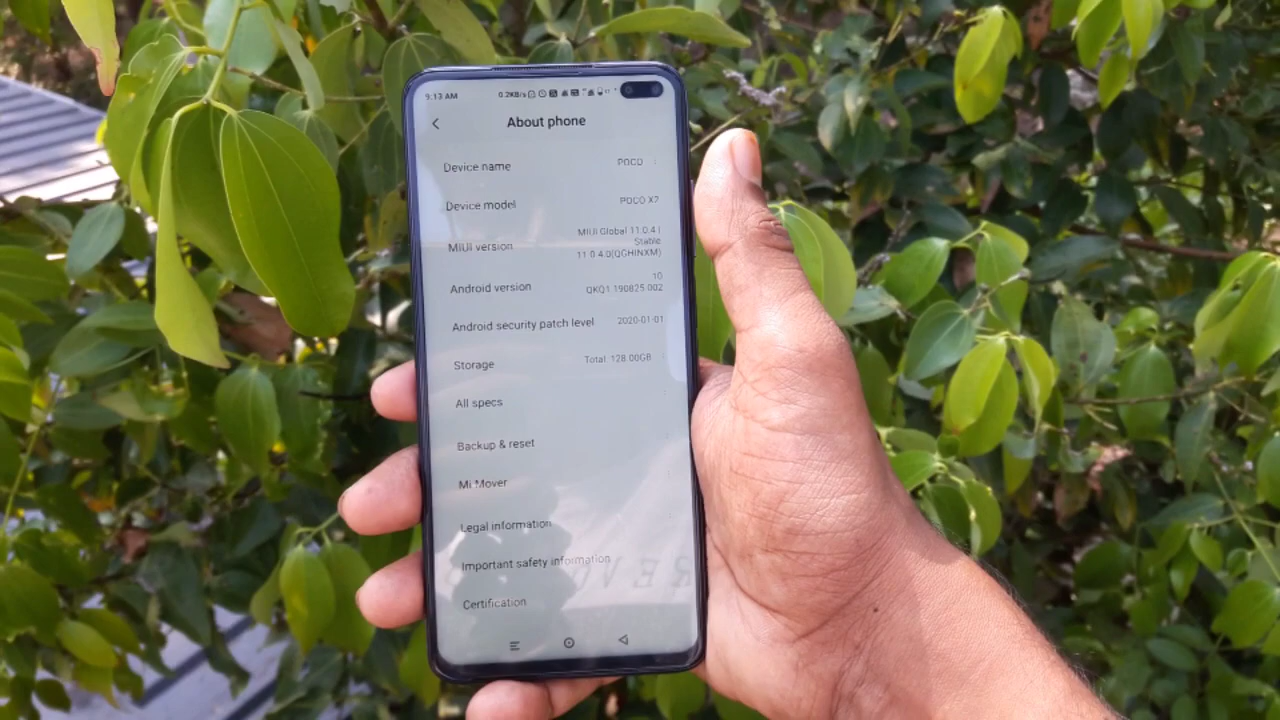 9:13 AM
0.2KB/s
About phone
Device name
POCO
Device model
POCO X2
MIUI version
MIUI Global 11.0.4 |
Stable
11.0.4.0(QGHINXM)
Android version
10
QKQ1.190825.002
Android security patch level
2020-01-01
Storage
Total: 128.00GB
All specs
Backup & reset
Mi Mover
Legal information
Important safety information
Certification